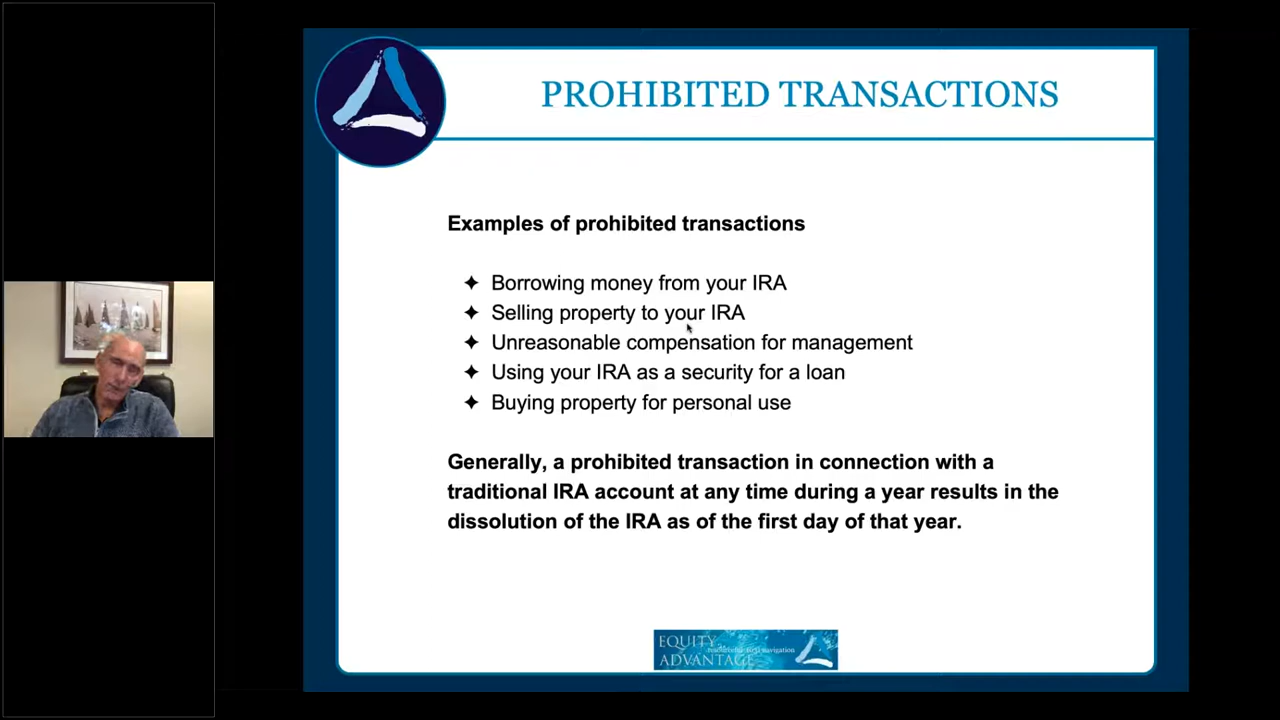 PROHIBITED TRANSACTIONS
Examples of prohibited transactions
✦ Borrowing money from your IRA
✦ Selling property to your IRA
✦ Unreasonable compensation for management
✦ Using your IRA as a security for a loan
✦ Buying property for personal use
Generally, a prohibited transaction in connection with a
traditional IRA account at any time during a year results in the
dissolution of the IRA as of the first day of that year.
EQUITY
navigation
ADVANTAGE